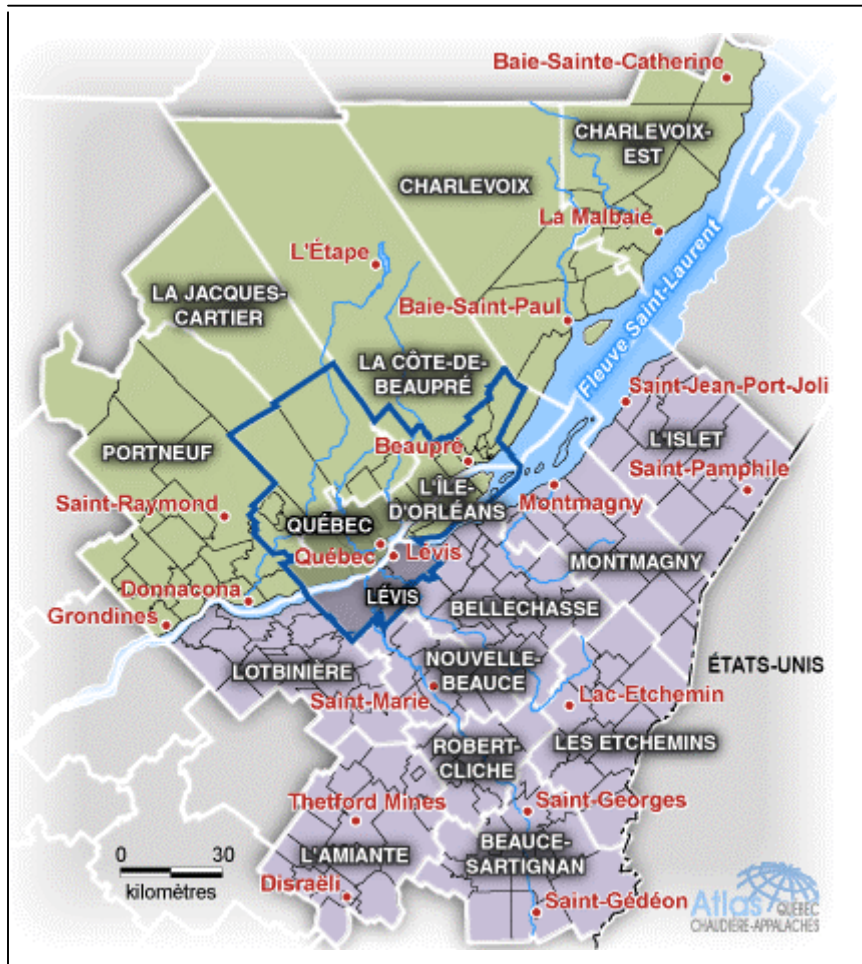 Baie-Sainte-Catherine
CHARLEVOIX-
EST
CHARLEVOIX
La Malbaie
L'Étape
LA JACQUES-
CARTIER
Baie-Saint-Paul
Fleuve Saint-Laurent
LA CÔTE-DE-
BEAUPRÉ
Saint-Jean-Port-Joli
L'ISLET
PORTNEUF
Beaupré
Saint-Pamphile
Saint-Raymond
L'ÎLE-
D'ORLÉANS
Montmagny
QUÉBEC
Québec
Lévis
MONTMAGNY
Donnacona
LÉVIS
BELLECHASSE
Grondines
LOTBINIÈRE
NOUVELLE-
BEAUCE
ÉTATS-UNIS
Saint-Marie
Lac-Etchemin
ROBERT-
CLICHE
LES ETCHEMINS
Thetford Mines
Saint-Georges
L'AMIANTE
BEAUCE-
SARTIGNAN
0 30
kilomètres
Disraëli
Saint-Gédéon
Atlas QUÉBEC
CHAUDIÈRE-APPALACHES